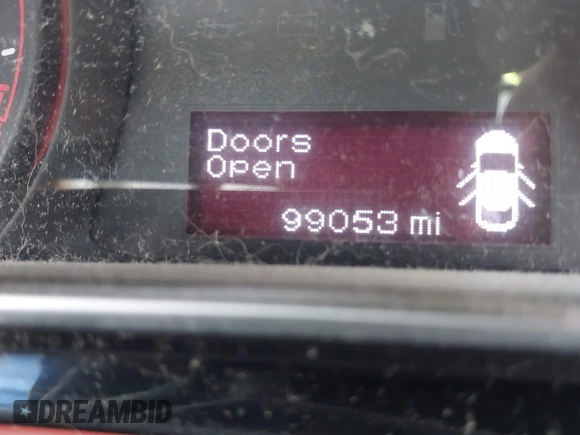 Doors
Open
99053 mi
DREAMBID